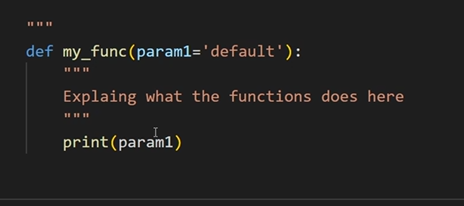 """
def my_func(param1='default'):
"""
Explaing what the functions does here
"""
print(param1)